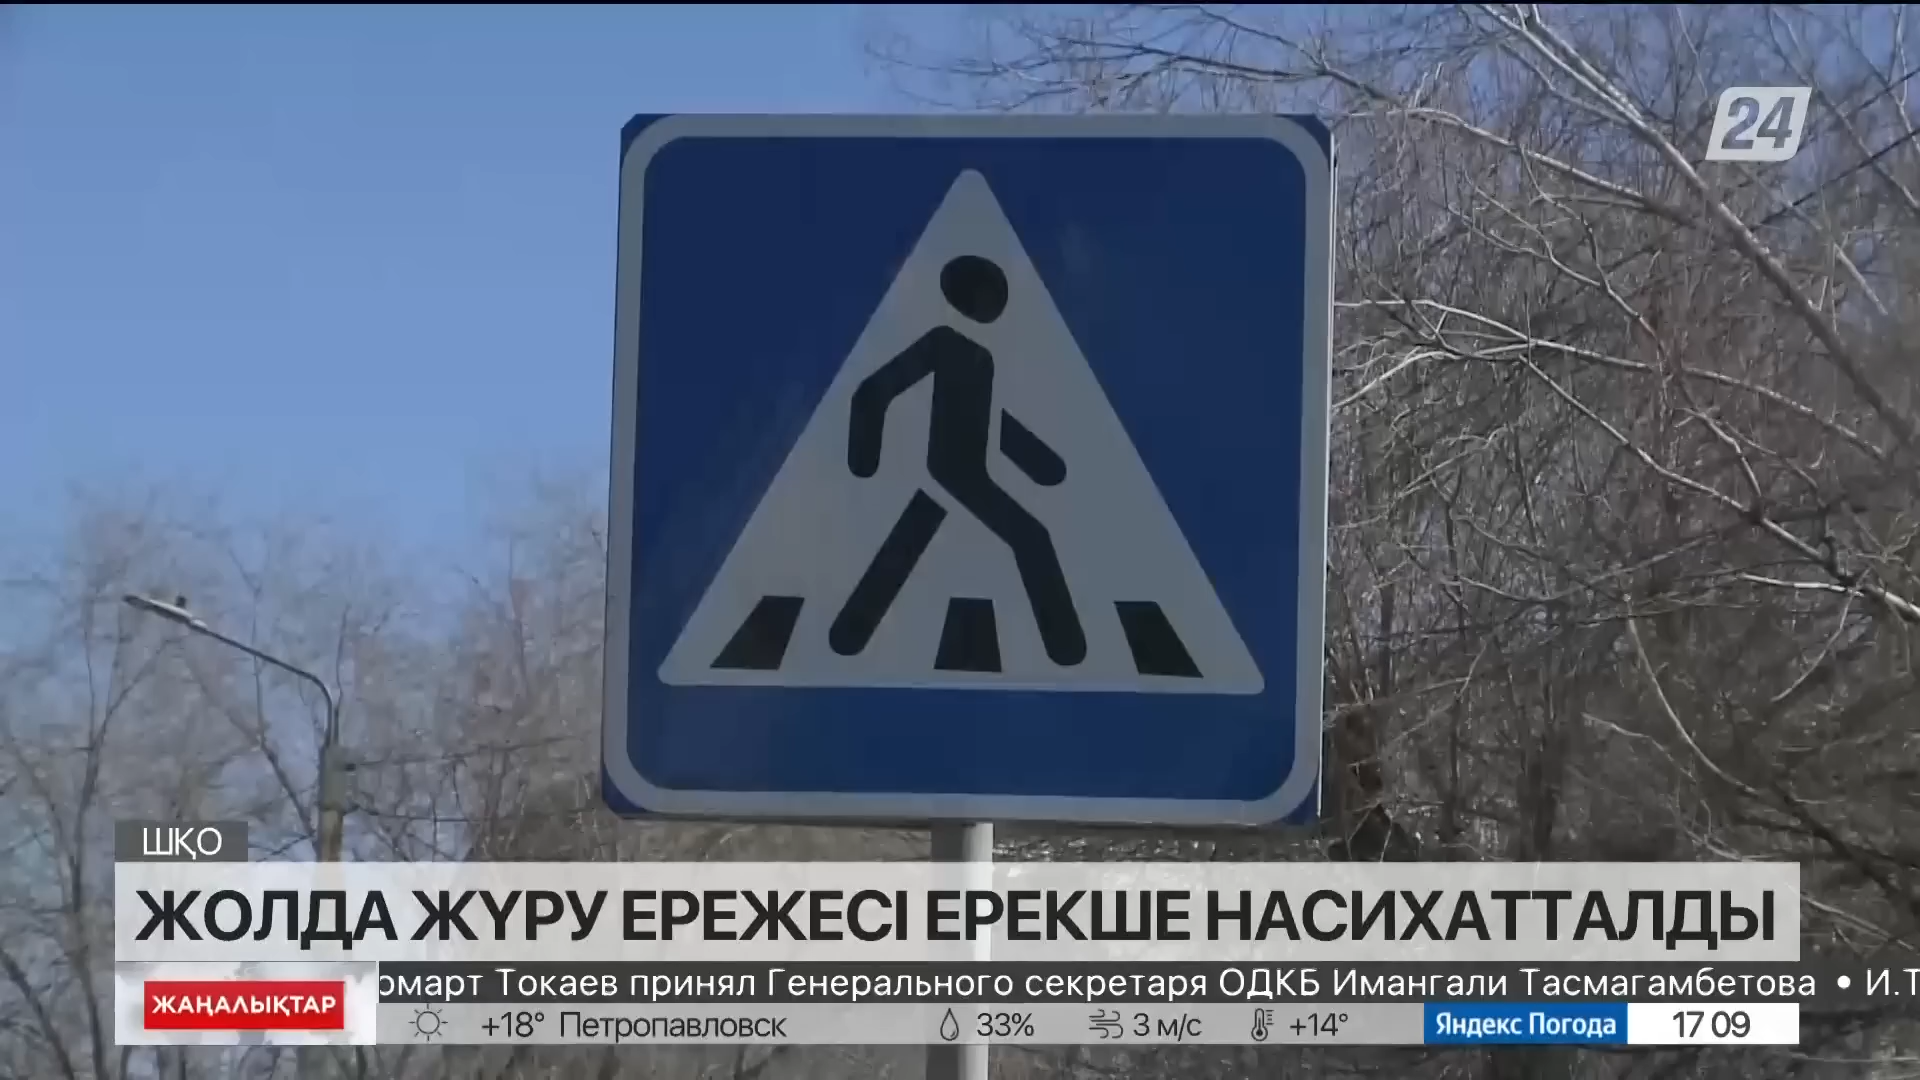 24
ШҚО
ЖОЛДА ЖҮРУ ЕРЕЖЕСІ ЕРЕКШЕ НАСИХАТТАЛДЫ
омарт Токаев принял Генерального секретаря ОДКБ Имангали Тасмагамбетова • И.Т
ЖАҢАЛЫҚТАР
+18° Петропавловск 33% 3 м/с +14° Яндекс Погода 17 09